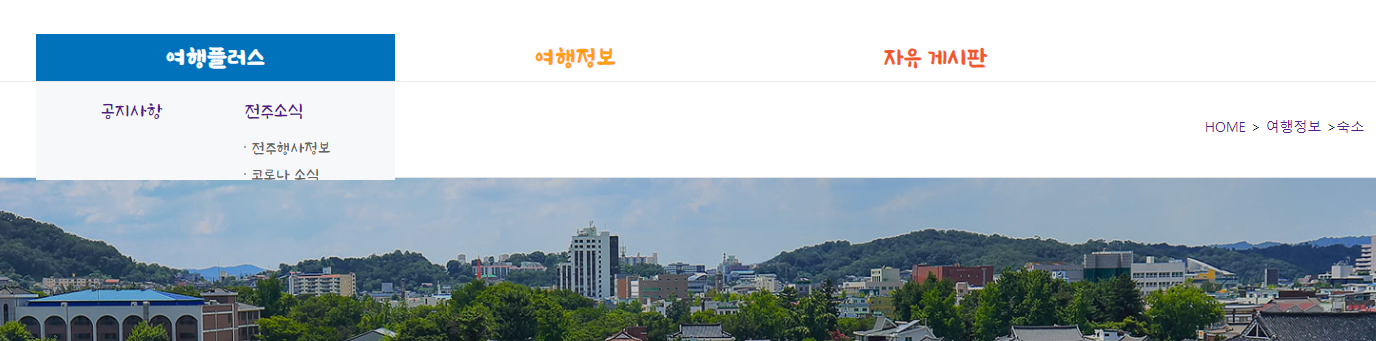 여행플러스 여행정보 자유 게시판
공지사항 전주소식
HOME > 여행정보 >숙소
· 전주행사정보
· 코로나 소식